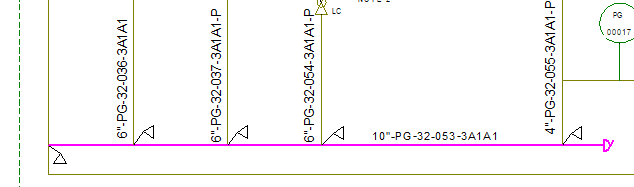 LC
PG
00017
6"-PG-32-036-3A1A1
6"-PG-32-037-3A1A1-P
6"-PG-32-054-3A1A1-P
4"-PG-32-055-3A1A1-P
10"-PG-32-053-3A1A1